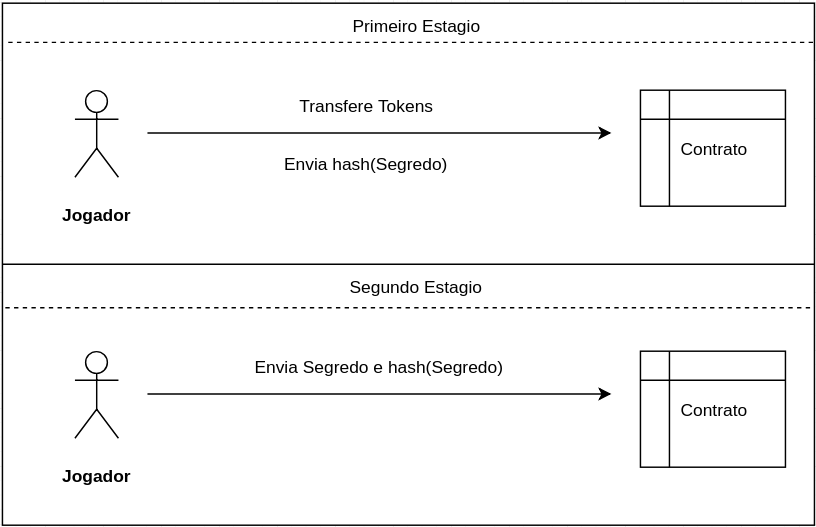 Primeiro Estagio
Transfere Tokens
Envia hash(Segredo)
Contrato
Jogador
Segundo Estagio
Envia Segredo e hash(Segredo)
Contrato
Jogador